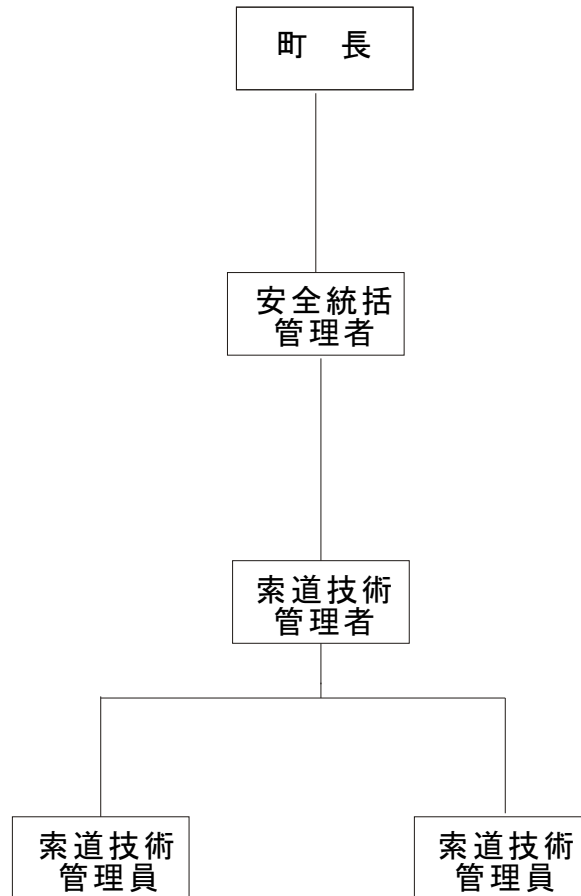 町　長
安全統括
管理者
索道技術
管理者
索道技術
管理員
索道技術
管理員